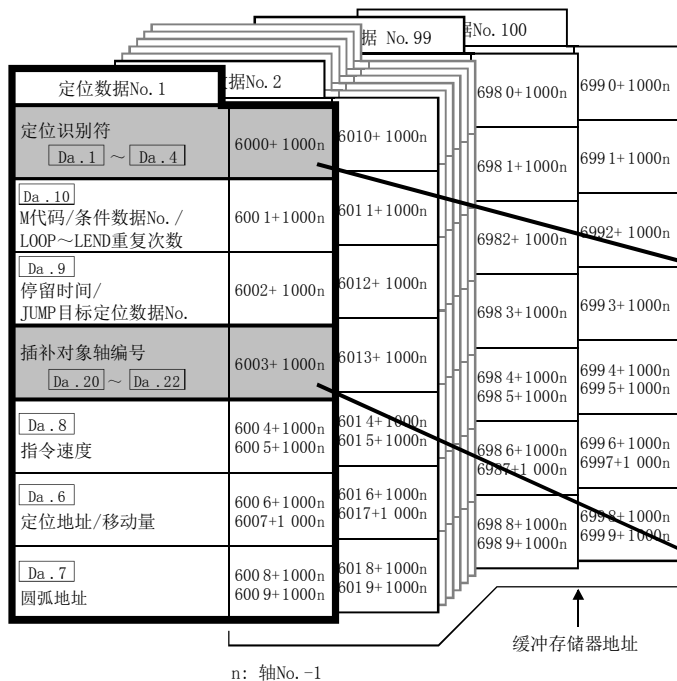 定位数据No. 1
据No. 2
据 No. 99
据No. 100
定位识别符
Da.1 ～ Da.4
6000+1000n
Da.10
M代码/条件数据No./
LOOP～LEND重复次数
6001+1000n
Da.9
停留时间/
JUMP目标定位数据No.
6002+1000n
插补对象轴编号
Da.20 ～ Da.22
6003+1000n
Da.8
指令速度
6004+1000n
6005+1000n
Da.6
定位地址/移动量
6006+1000n
6007+1000n
Da.7
圆弧地址
6008+1000n
6009+1000n
6010+1000n
6011+1000n
6012+1000n
6013+1000n
6014+1000n
6015+1000n
6016+1000n
6017+1000n
6018+1000n
6019+1000n
6980+1000n
6981+1000n
6982+1000n
6983+1000n
6984+1000n
6985+1000n
6986+1000n
6987+1000n
6988+1000n
6989+1000n
6990+1000n
6991+1000n
6992+1000n
6993+1000n
6994+1000n
6995+1000n
6996+1000n
6997+1000n
6998+1000n
6999+1000n
缓冲存储器地址
n: 轴No.-1